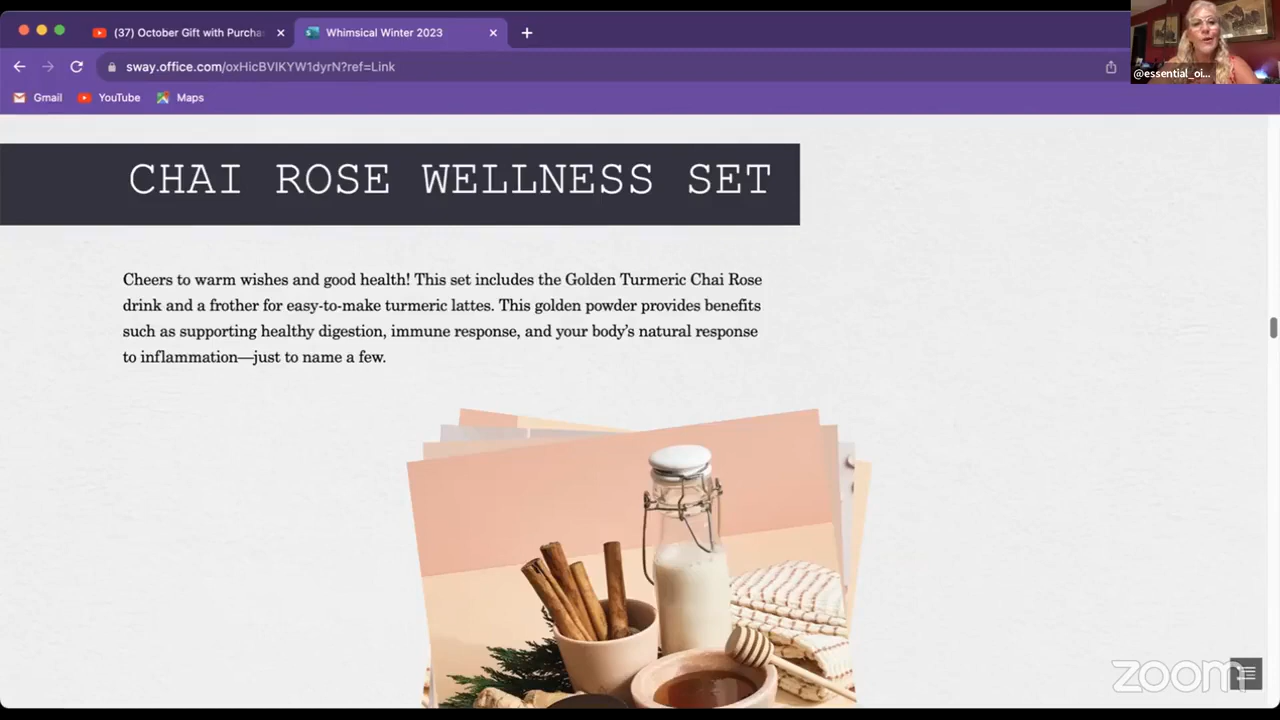 (37) October Gift with Purcha
Whimsical Winter 2023
sway.office.com/oxHicBVIKYW1dyrN?ref=Link
@essential_oi...
Gmail
YouTube
Maps
CHAI ROSE WELLNESS SET
Cheers to warm wishes and good health! This set includes the Golden Turmeric Chai Rose
drink and a frother for easy-to-make turmeric lattes. This golden powder provides benefits
such as supporting healthy digestion, immune response, and your body’s natural response
to inflammation—just to name a few.
zoom